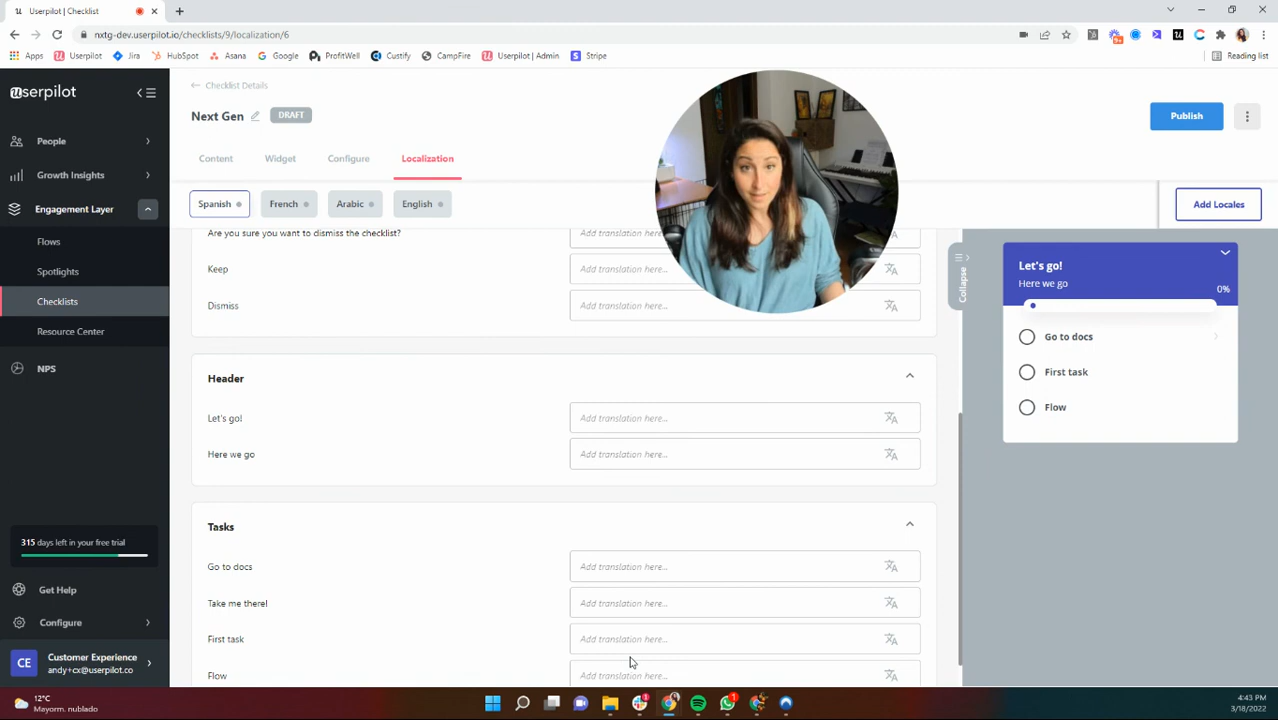 Userpilot | Checklist
nxtg-dev.userpilot.io/checklists/9/localization/6
Apps Userpilot Jira HubSpot Asana Google ProfitWell Custify CampFire Userpilot | Admin Stripe Reading list
userpilot
Checklist Details
Next Gen DRAFT
Publish
People
Content Widget Configure Localization
Growth Insights
Engagement Layer
Spanish French Arabic English
Add Locales
Flows
Spotlights
Checklists
Resource Center
NPS
Are you sure you want to dismiss the checklist? Add translation here...
Keep Add translation here...
Dismiss Add translation here...
Header
Let's go! Add translation here...
Here we go Add translation here...
Tasks
Go to docs Add translation here...
Take me there! Add translation here...
First task Add translation here...
Flow Add translation here...
Collapse
Let's go!
Here we go
0%
Go to docs
First task
Flow
315 days left in your free trial
Get Help
Configure
CE
Customer Experience
andy+cx@userpilot.co
12°C
Mayorm. nublado
1
1
4:43 PM
3/18/2022